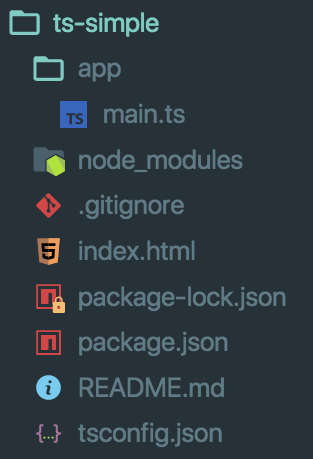 ts-simple
app
TS main.ts
node_modules
.gitignore
5 index.html
package-lock.json
package.json
i README.md
{..} tsconfig.json